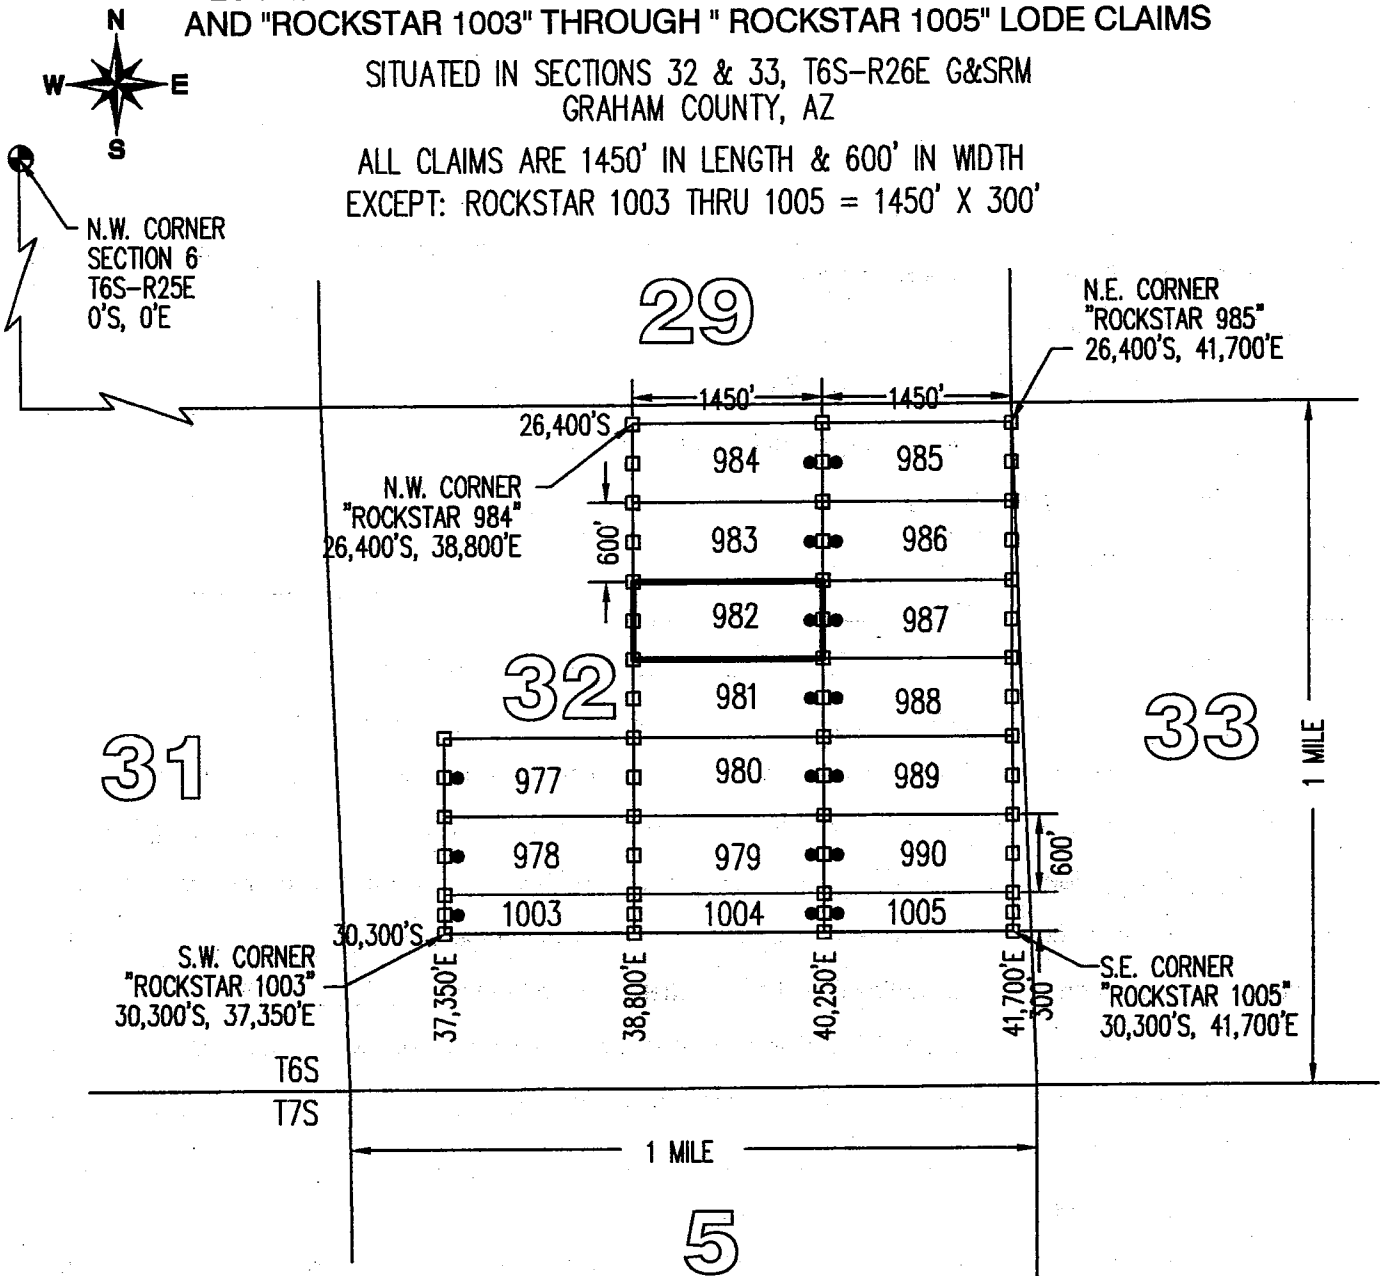 AND "ROCKSTAR 1003" THROUGH " ROCKSTAR 1005" LODE CLAIMS
N
W E
S
SITUATED IN SECTIONS 32 & 33, T6S-R26E G&SRM
GRAHAM COUNTY, AZ
ALL CLAIMS ARE 1450' IN LENGTH & 600' IN WIDTH
EXCEPT: ROCKSTAR 1003 THRU 1005 = 1450' X 300'
N.W. CORNER
SECTION 6
T6S-R25E
0'S, 0'E
29
N.E. CORNER
"ROCKSTAR 985"
26,400'S, 41,700'E
1450' 1450'
26,400'S
984 985
N.W. CORNER
"ROCKSTAR 984"
26,400'S, 38,800'E
600'
983 986
982 987
32
981 988
31
33
1 MILE
977 980 989
978 979 990
600'
1003 1004 1005
30,300'S
S.W. CORNER
"ROCKSTAR 1003"
30,300'S, 37,350'E
37,350'E
38,800'E
40,250'E
41,700'E
300'
S.E. CORNER
"ROCKSTAR 1005"
30,300'S, 41,700'E
T6S
T7S
1 MILE
5